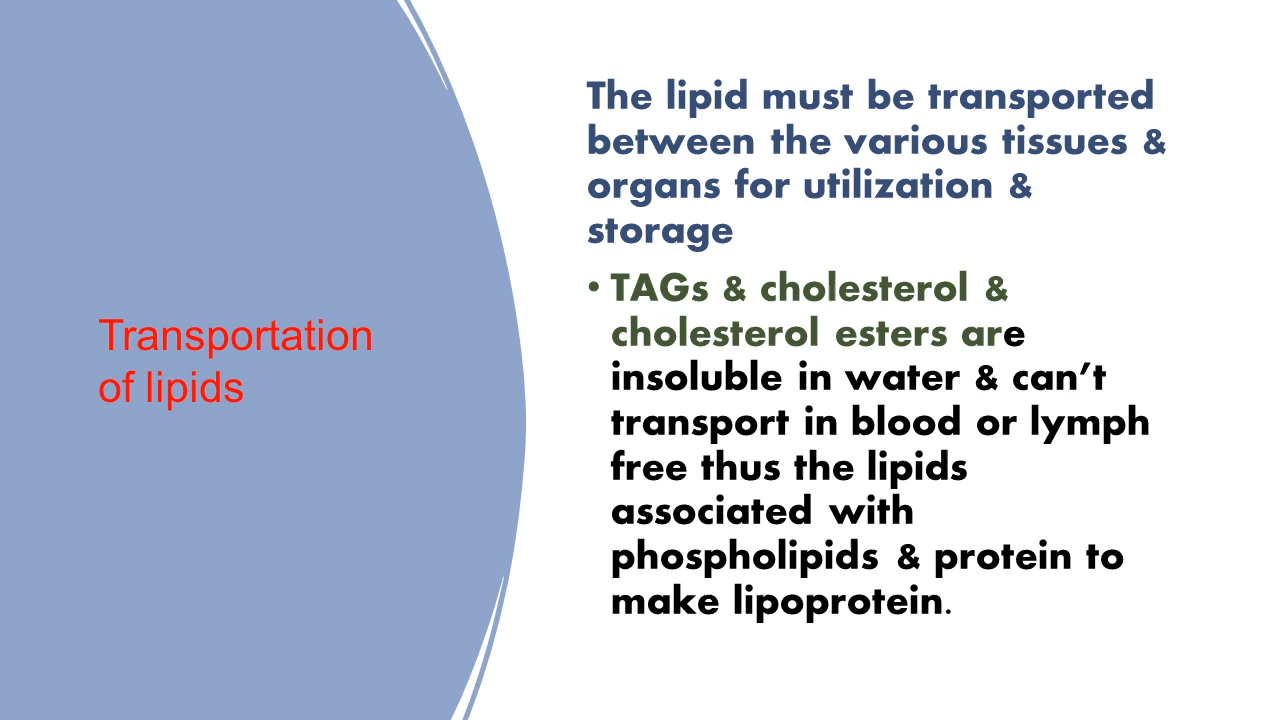 Transportation
of lipids
The lipid must be transported
between the various tissues &
organs for utilization &
storage
• TAGs & cholesterol &
cholesterol esters are
insoluble in water & can’t
transport in blood or lymph
free thus the lipids
associated with
phospholipids & protein to
make lipoprotein.